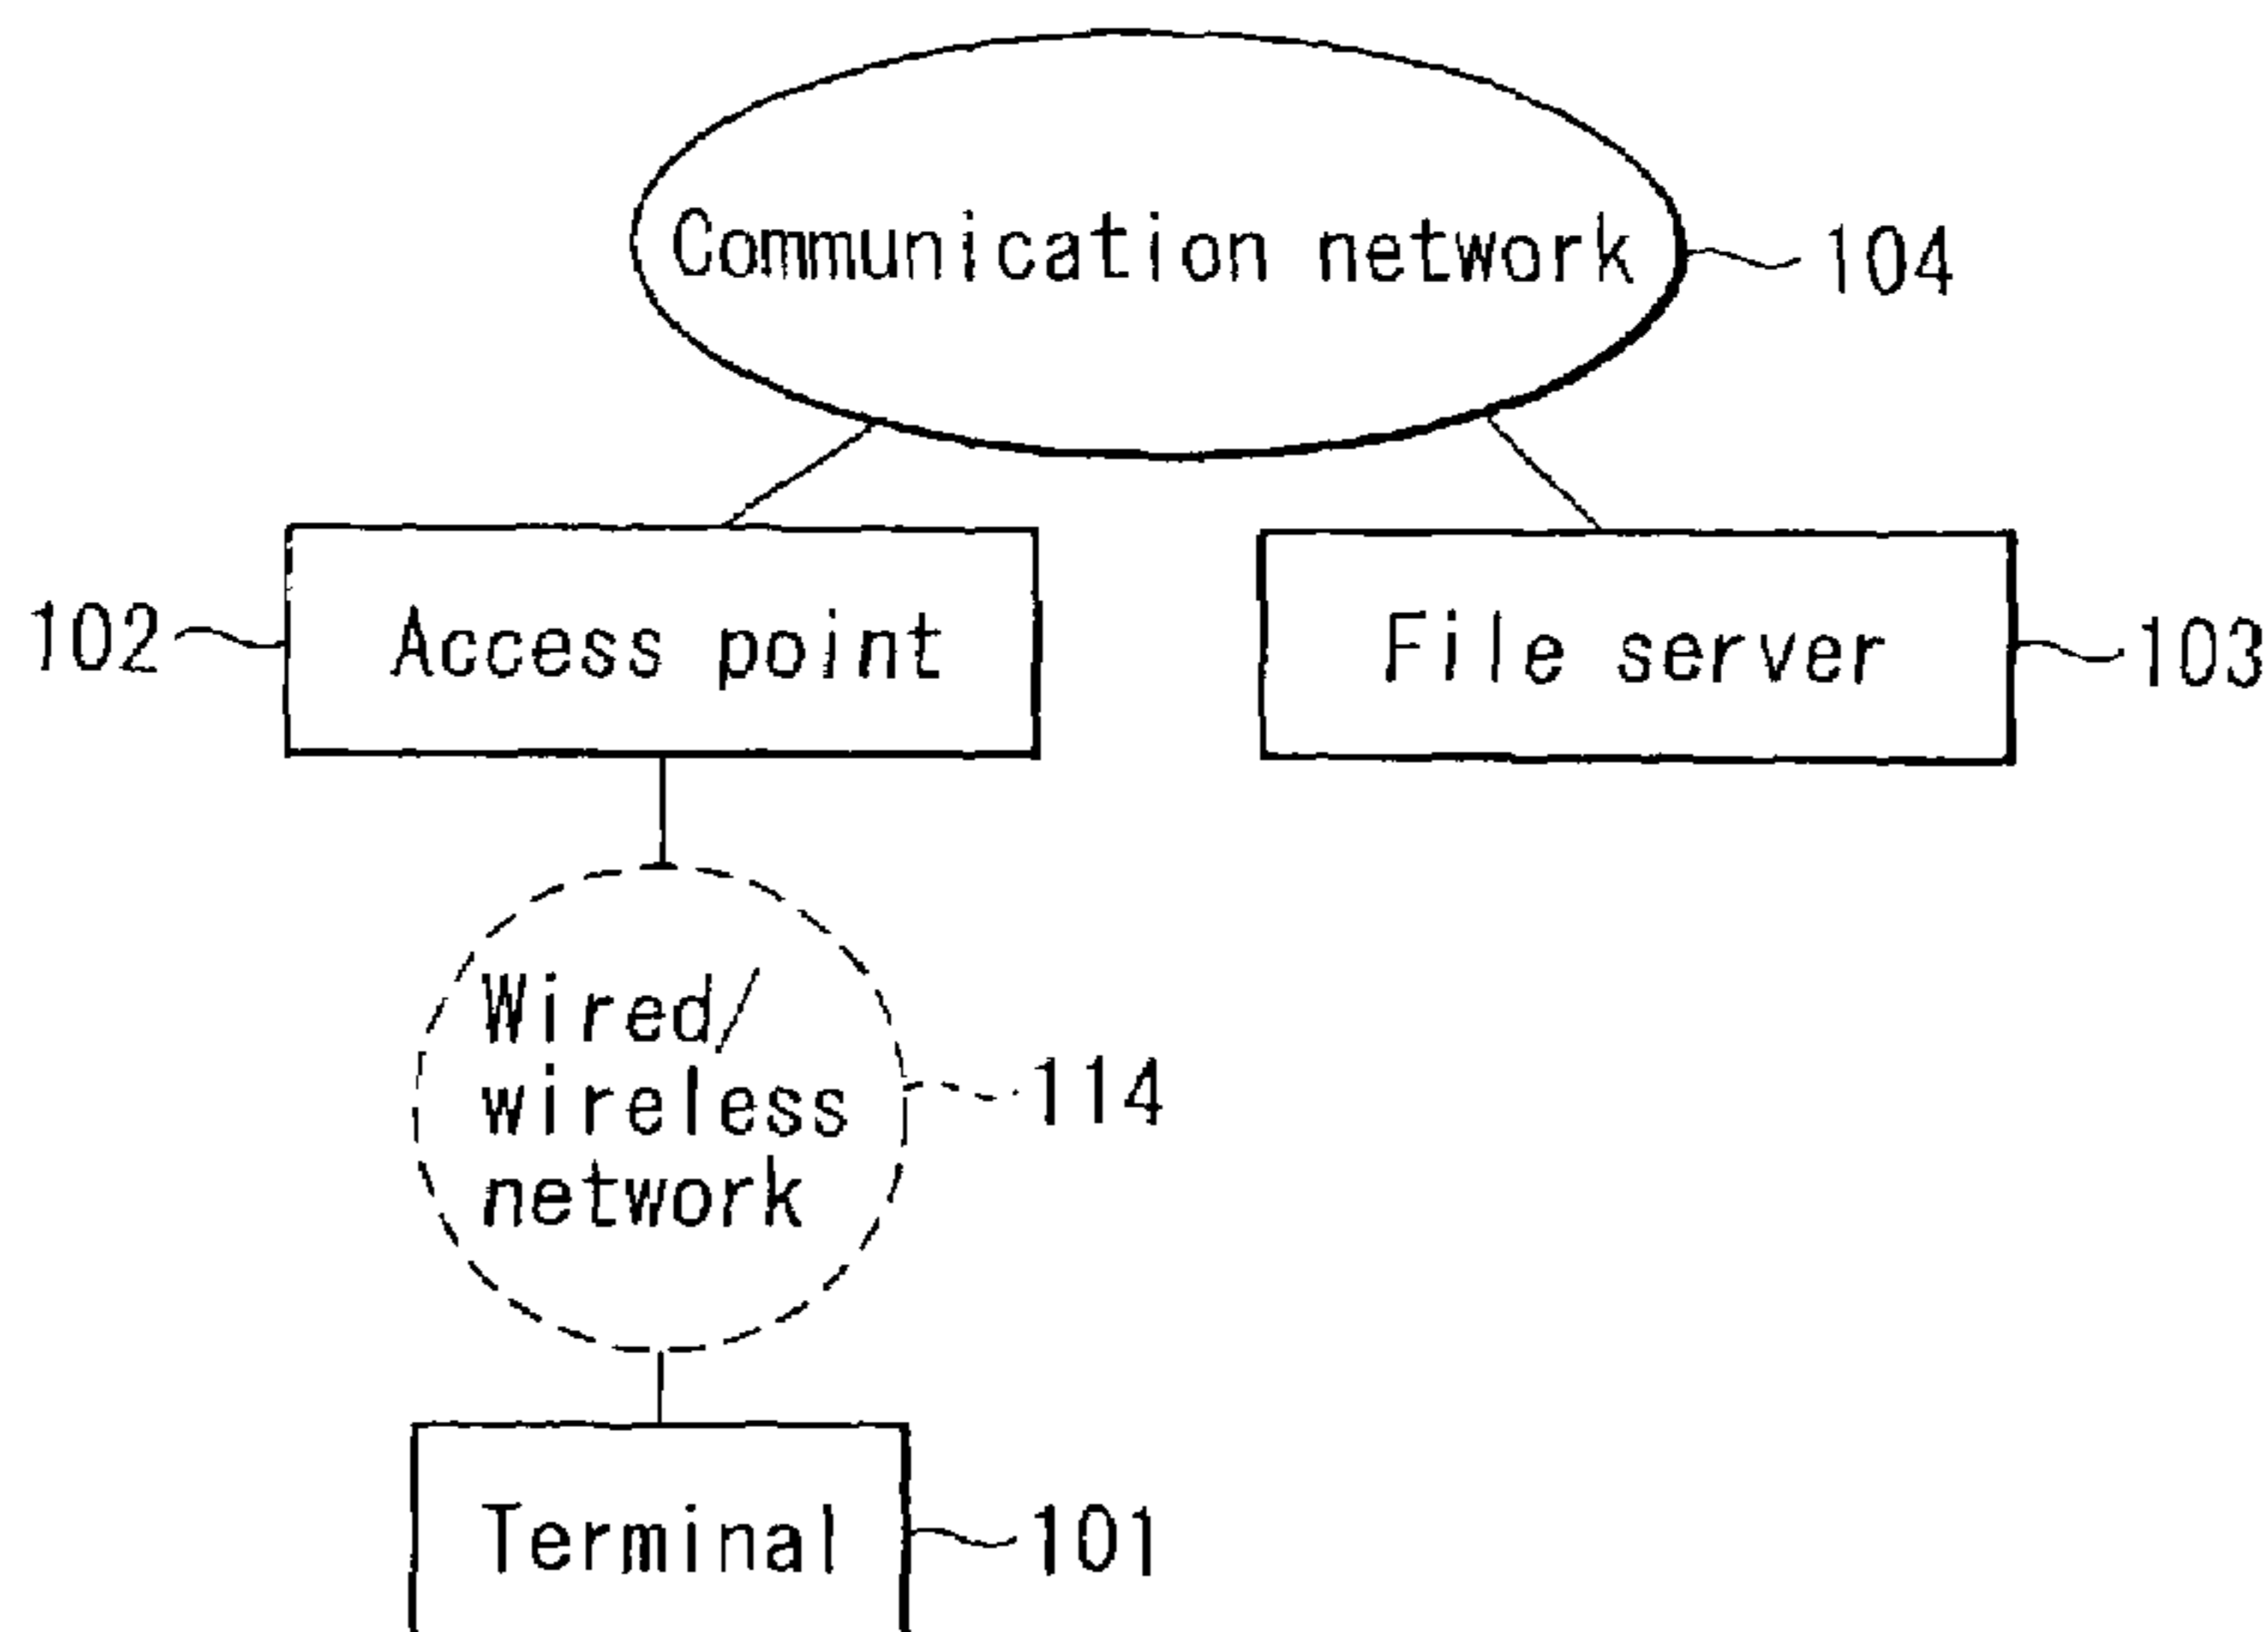 Communication network
104
102
Access point
File server
103
Wired/
wireless
network
114
Terminal
101